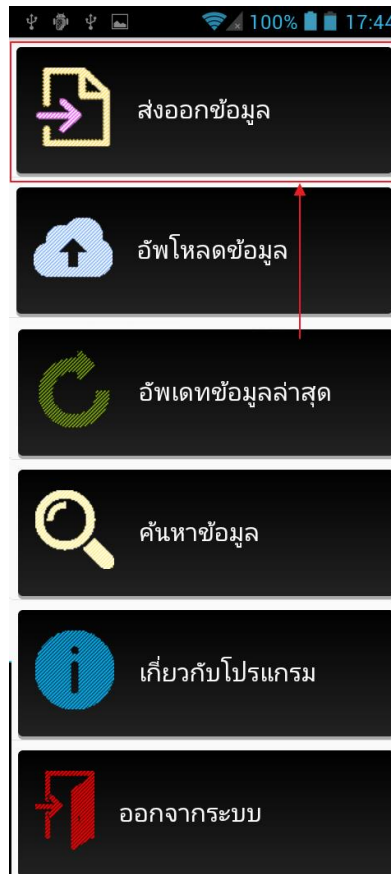 100% 17:44
ส่งออกข้อมูล
อัพโหลดข้อมูล
อัพเดทข้อมูลล่าสุด
ค้นหาข้อมูล
เกี่ยวกับโปรแกรม
ออกจากระบบ